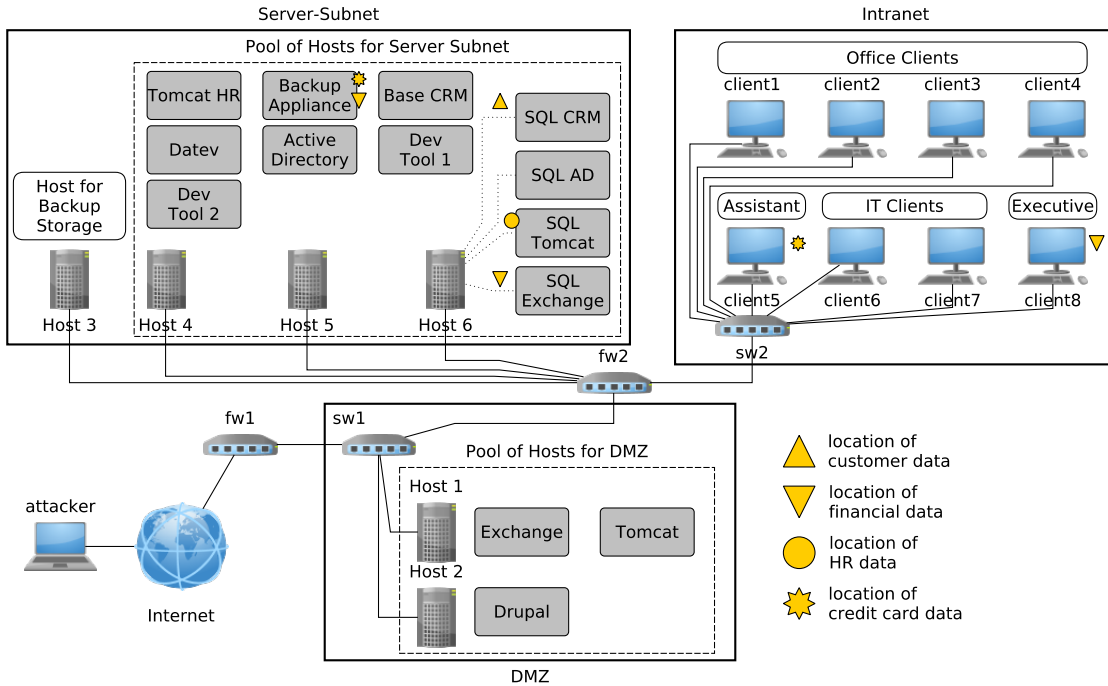 Server-Subnet
Pool of Hosts for Server Subnet
Tomcat HR
Backup
Appliance
Base CRM
SQL CRM
Datev
Active
Directory
Dev
Tool 1
SQL AD
Dev
Tool 2
SQL
Tomcat
SQL
Exchange
Host for
Backup
Storage
Host 3
Host 4
Host 5
Host 6
Intranet
Office Clients
client1
client2
client3
client4
Assistant
IT Clients
Executive
client5
client6
client7
client8
sw2
fw2
fw1
sw1
attacker
Internet
Pool of Hosts for DMZ
Host 1
Exchange
Tomcat
Host 2
Drupal
DMZ
location of
customer data
location of
financial data
location of
HR data
location of
credit card data